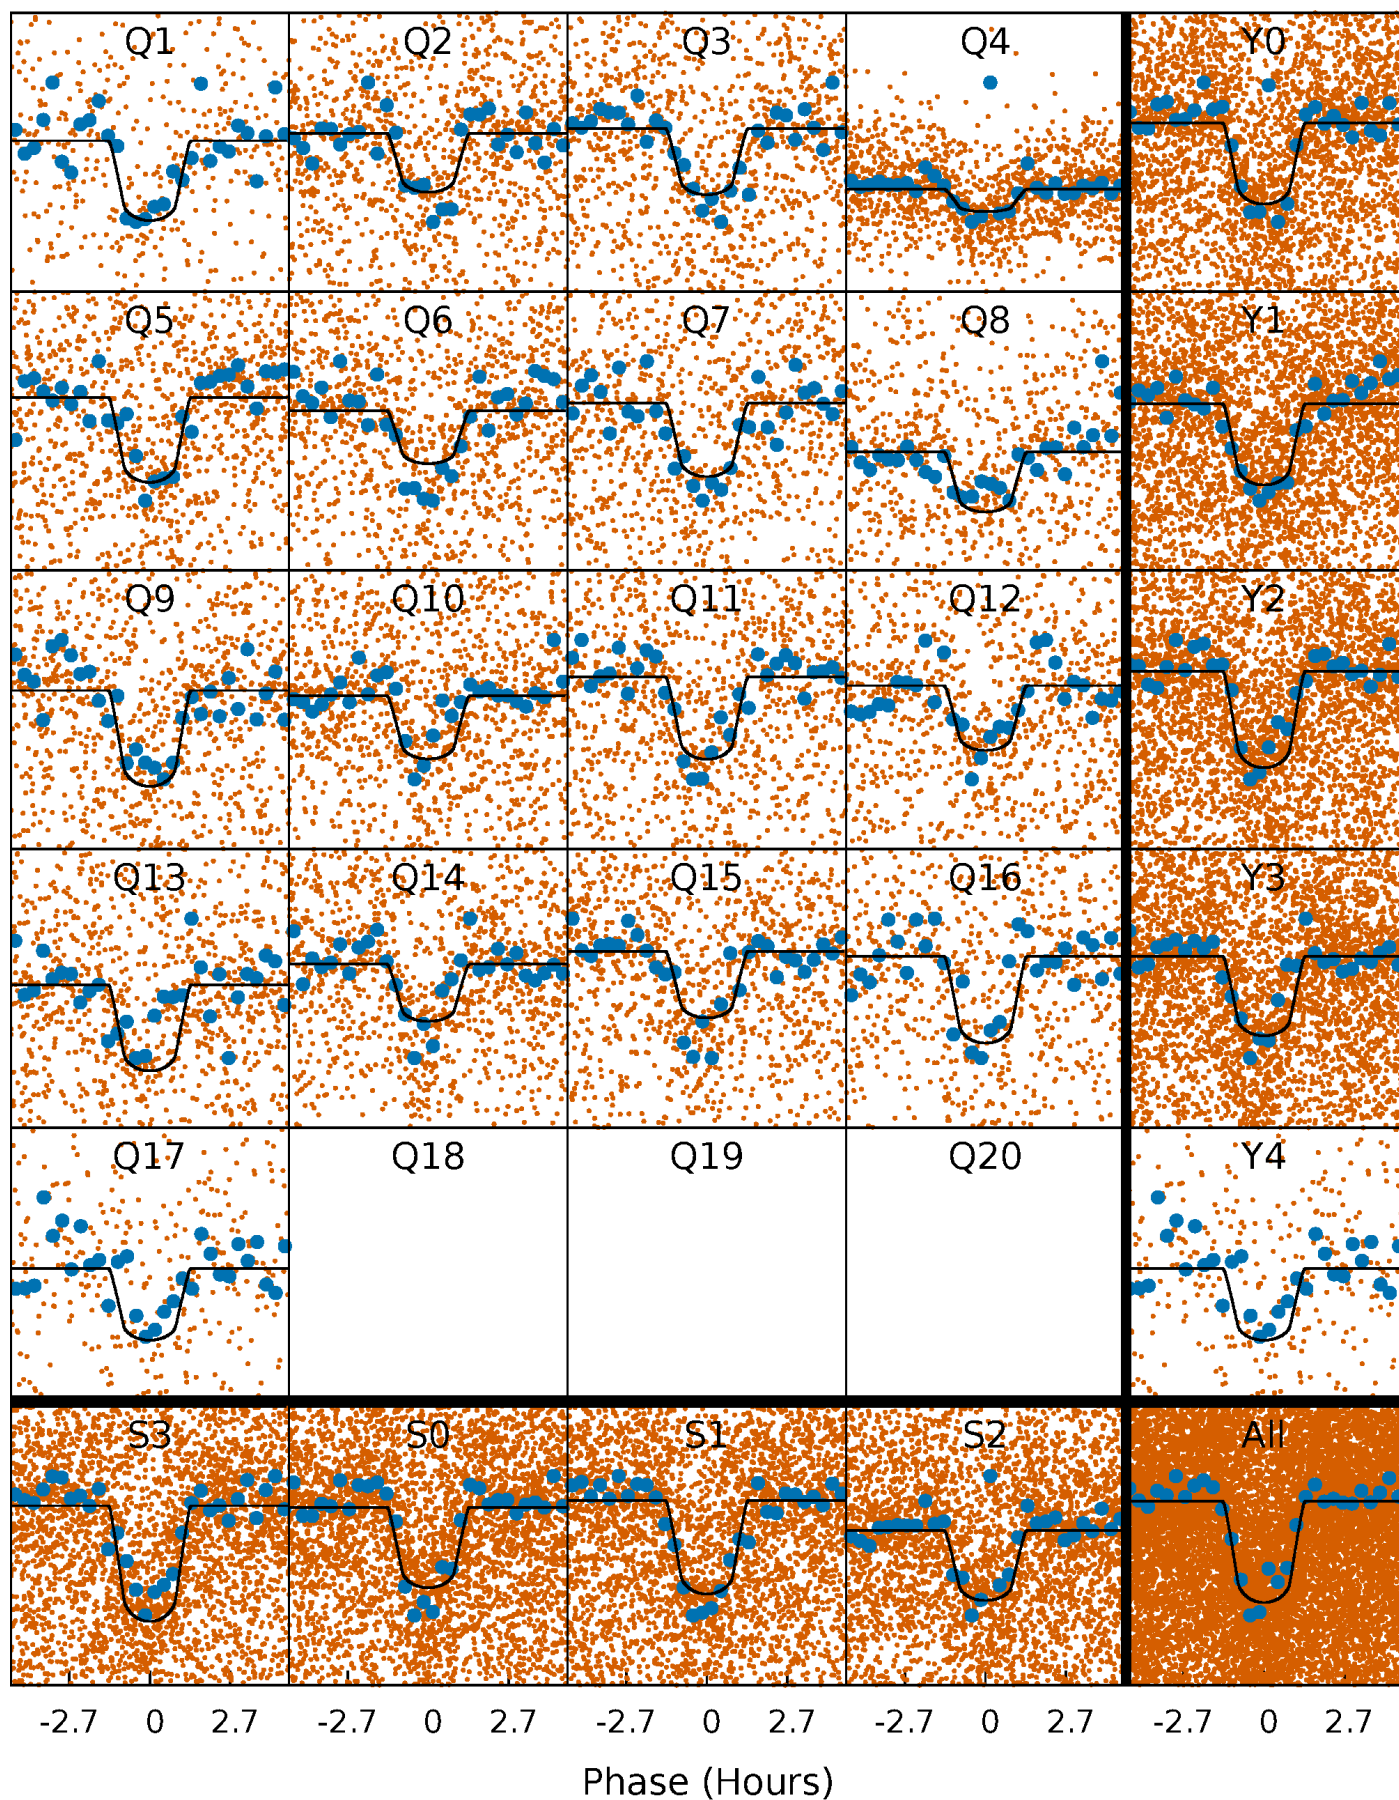 Q1 Q2 Q3 Q4 Y0
Q5 Q6 Q7 Q8 Y1
Q9 Q10 Q11 Q12 Y2
Q13 Q14 Q15 Q16 Y3
Q17 Q18 Q19 Q20 Y4
S3 S0 S1 S2 All
-2.7 0 2.7 -2.7 0 2.7 -2.7 0 2.7 -2.7 0 2.7 -2.7 0 2.7
Phase (Hours)